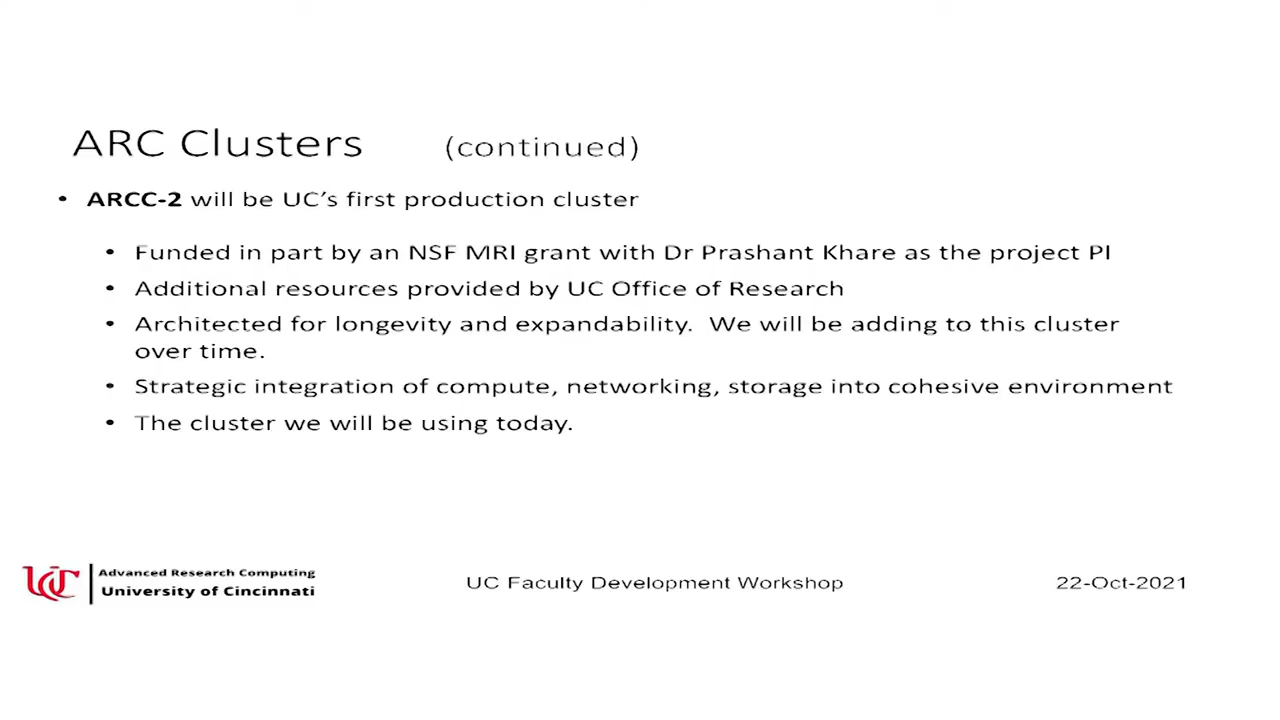 ARC Clusters (continued)
• ARCC-2 will be UC's first production cluster
• Funded in part by an NSF MRI grant with Dr Prashant Khare as the project PI
• Additional resources provided by UC Office of Research
• Architected for longevity and expandability. We will be adding to this cluster
over time.
• Strategic integration of compute, networking, storage into cohesive environment
• The cluster we will be using today.
UC
Advanced Research Computing
University of Cincinnati
UC Faculty Development Workshop
22-Oct-2021